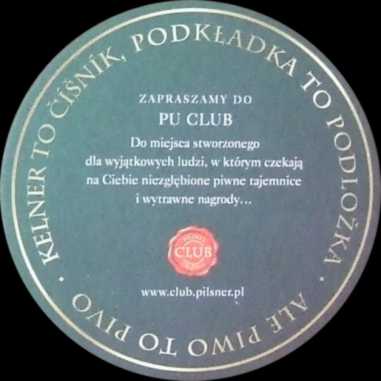 KELNER TO ČÍŠNÍK, PODKŁADKA TO PODLOŽKA · ALE PIWO TO PIVO ·
ZAPRASZAMY DO
PU CLUB
Do miejsca stworzonego
dla wyjątkowych ludzi, w którym czekają
na Ciebie niezgłębione piwne tajemnice
i wytrawne nagrody...
CLUB
www.club.pilsner.pl